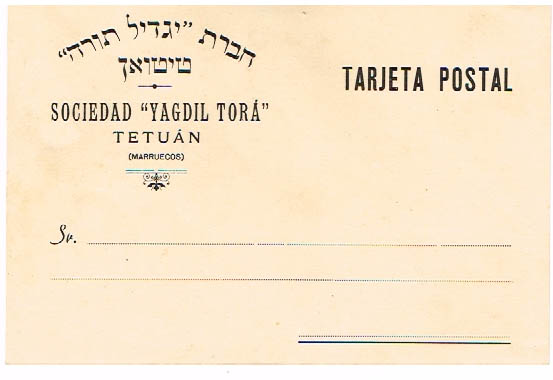 חברת "יגדיל תורה"
טיטואן
SOCIEDAD "YAGDIL TORÁ"
TETUÁN
(MARRUECOS)
TARJETA POSTAL
Sr.